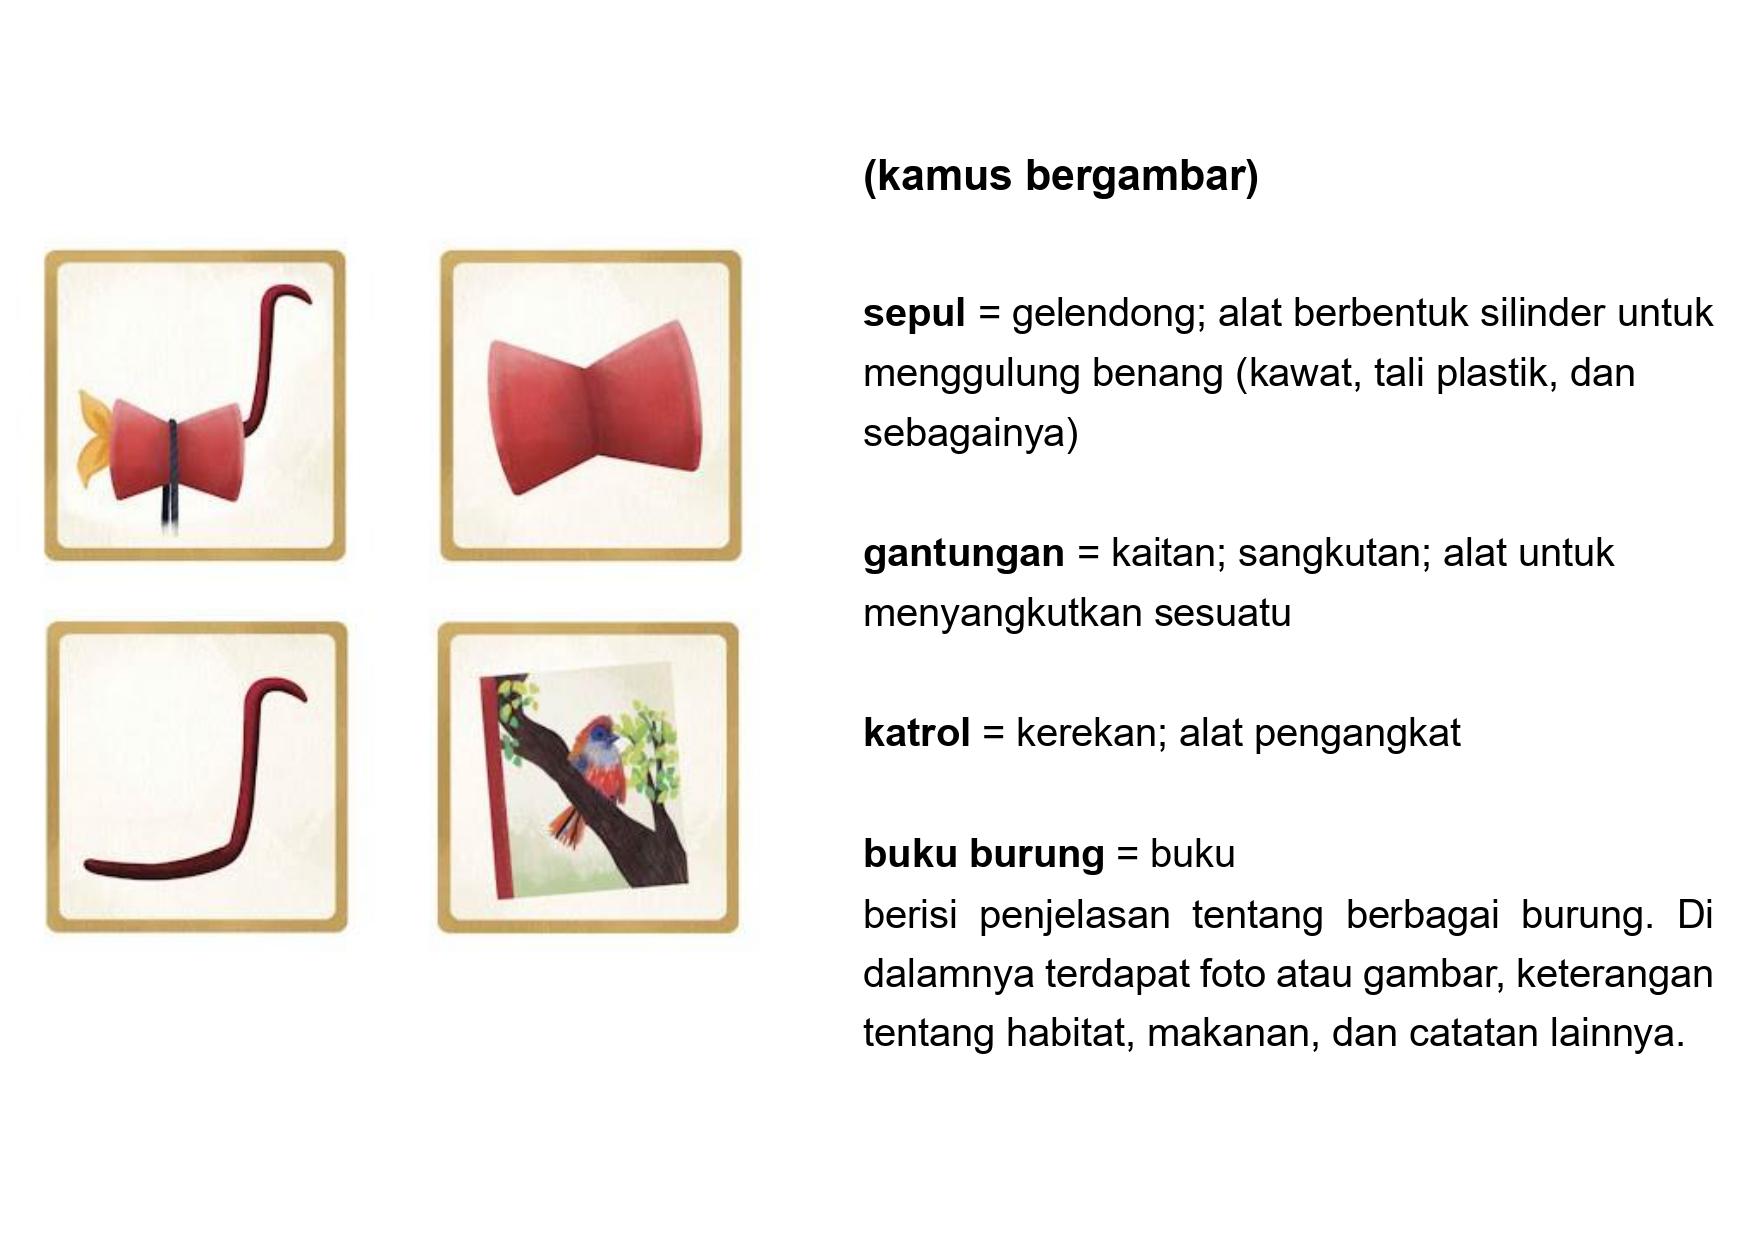 (kamus bergambar)
sepul = gelendong; alat berbentuk silinder untuk
menggulung benang (kawat, tali plastik, dan
sebagainya)
gantungan = kaitan; sangkutan; alat untuk
menyangkutkan sesuatu
katrol = kerekan; alat pengangkat
buku burung = buku
berisi penjelasan tentang berbagai burung. Di
dalamnya terdapat foto atau gambar, keterangan
tentang habitat, makanan, dan catatan lainnya.